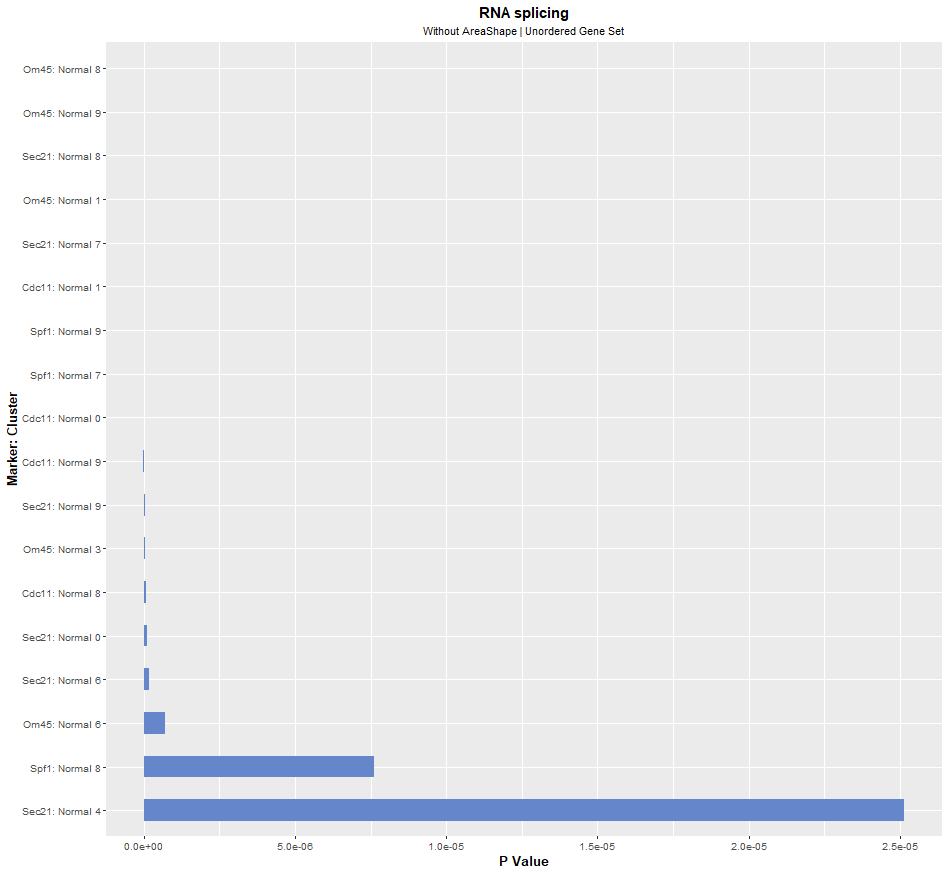 RNA splicing
Without AreaShape | Unordered Gene Set
Marker: Cluster
Om45: Normal 8
Om45: Normal 9
Sec21: Normal 8
Om45: Normal 1
Sec21: Normal 7
Cdc11: Normal 1
Spf1: Normal 9
Spf1: Normal 7
Cdc11: Normal 0
Cdc11: Normal 9
Sec21: Normal 9
Om45: Normal 3
Cdc11: Normal 8
Sec21: Normal 0
Sec21: Normal 6
Om45: Normal 6
Spf1: Normal 8
Sec21: Normal 4
0.0e+00 5.0e-06 1.0e-05 1.5e-05 2.0e-05 2.5e-05
P Value